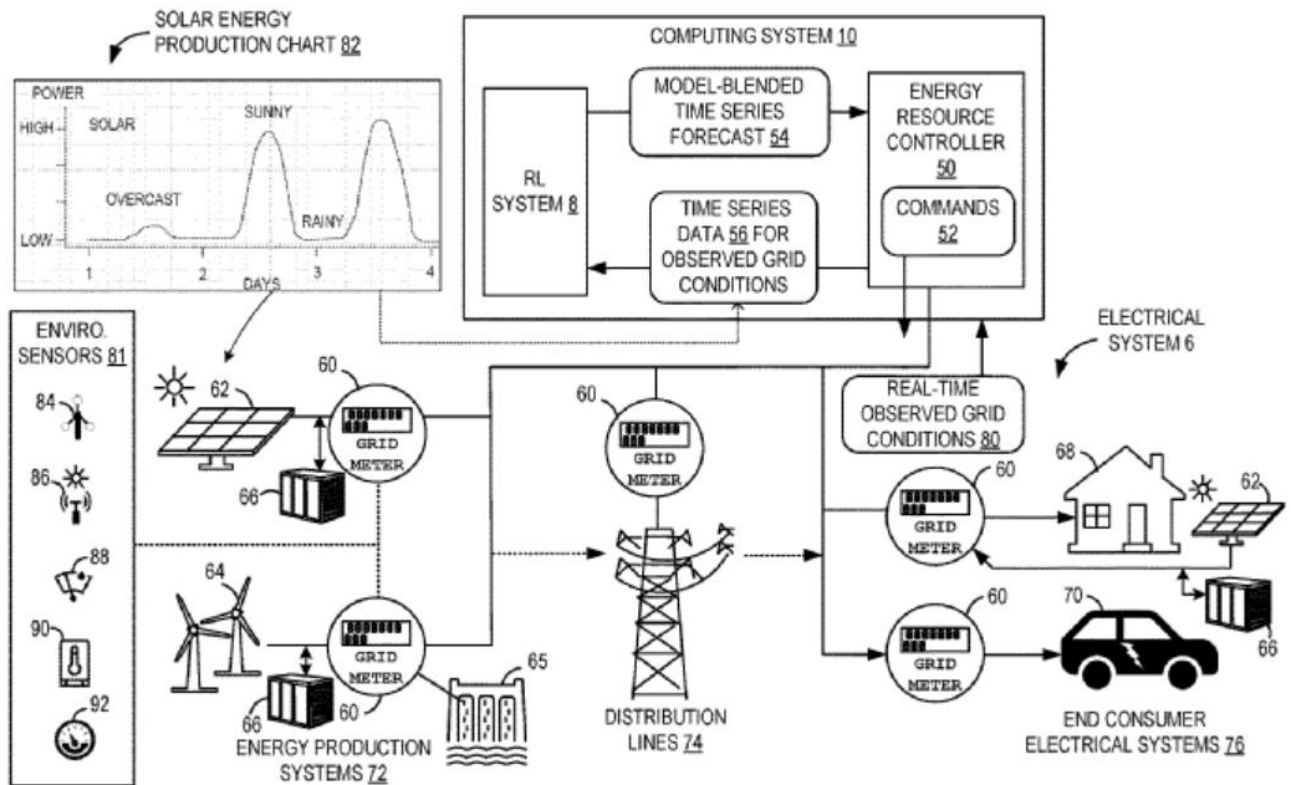 SOLAR ENERGY
PRODUCTION CHART 82
POWER
HIGH
SOLAR
SUNNY
OVERCAST
RAINY
LOW
1
2
3
4
DAYS
COMPUTING SYSTEM 10
RL
SYSTEM 8
MODEL-BLENDED
TIME SERIES
FORECAST 54
TIME SERIES
DATA 56 FOR
OBSERVED GRID
CONDITIONS
ENERGY
RESOURCE
CONTROLLER
50
COMMANDS
52
ELECTRICAL
SYSTEM 6
REAL-TIME
OBSERVED GRID
CONDITIONS 80
ENVIRO.
SENSORS 81
84
86
88
90
92
62
60
GRID
METER
66
64
60
GRID
METER
66
65
ENERGY PRODUCTION
SYSTEMS 72
60
GRID
METER
DISTRIBUTION
LINES 74
60
GRID
METER
68
62
66
60
GRID
METER
70
END CONSUMER
ELECTRICAL SYSTEMS 76